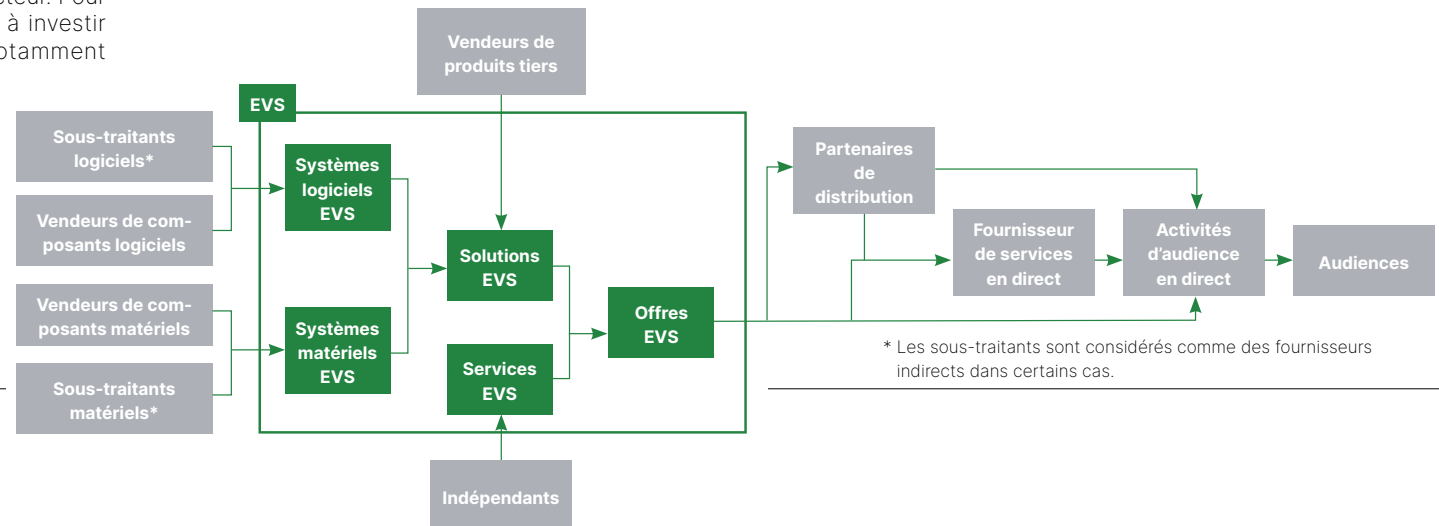 steur. Pour
à investir
otamment
Vendeurs de
produits tiers
EVS
Sous-traitants
logiciels*
Vendeurs de com-
posants logiciels
Vendeurs de com-
posants matériels
Sous-traitants
matériels*
Systèmes
logiciels
EVS
Systèmes
matériels
EVS
Solutions
EVS
Services
EVS
Offres
EVS
Indépendants
Partenaires
de
distribution
Fournisseur
de services
en direct
Activités
d'audience
en direct
Audiences
* Les sous-traitants sont considérés comme des fournisseurs
indirects dans certains cas.